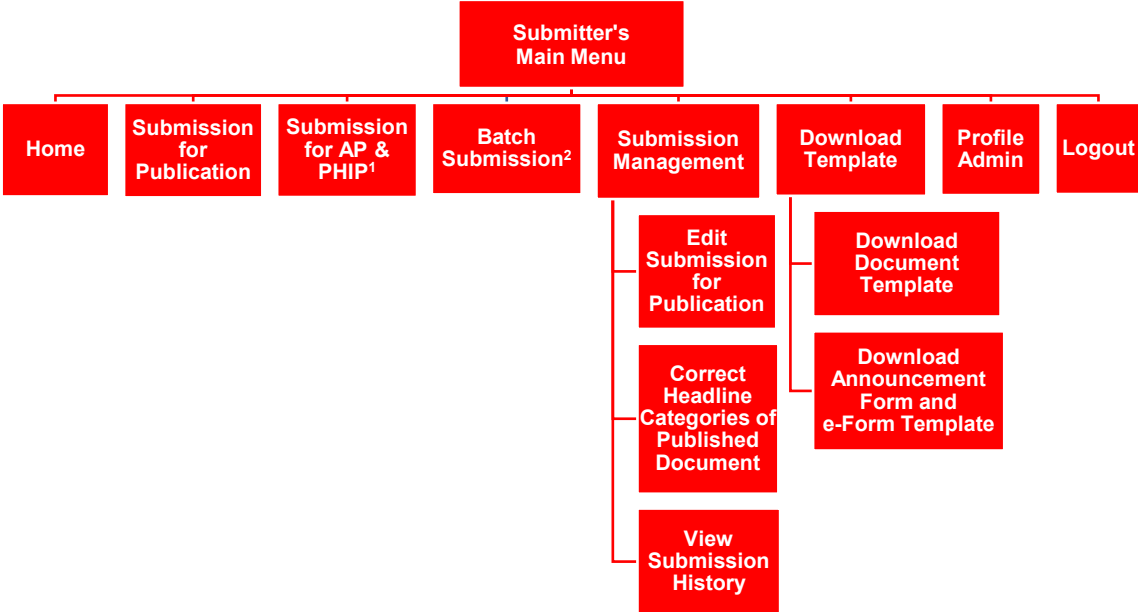 Submitter's
Main Menu
Home
Submission
for
Publication
Submission
for AP &
PHIP¹
Batch
Submission²
Submission
Management
Download
Template
Profile
Admin
Logout
Edit
Submission
for
Publication
Correct
Headline
Categories of
Published
Document
View
Submission
History
Download
Document
Template
Download
Announcement
Form and
e-Form Template